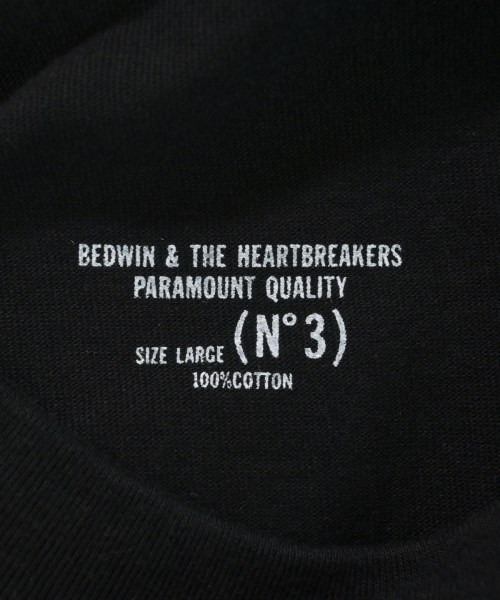 BEDWIN & THE HEARTBREAKERS
PARAMOUNT QUALITY
SIZE LARGE (N°3)
100%COTTON